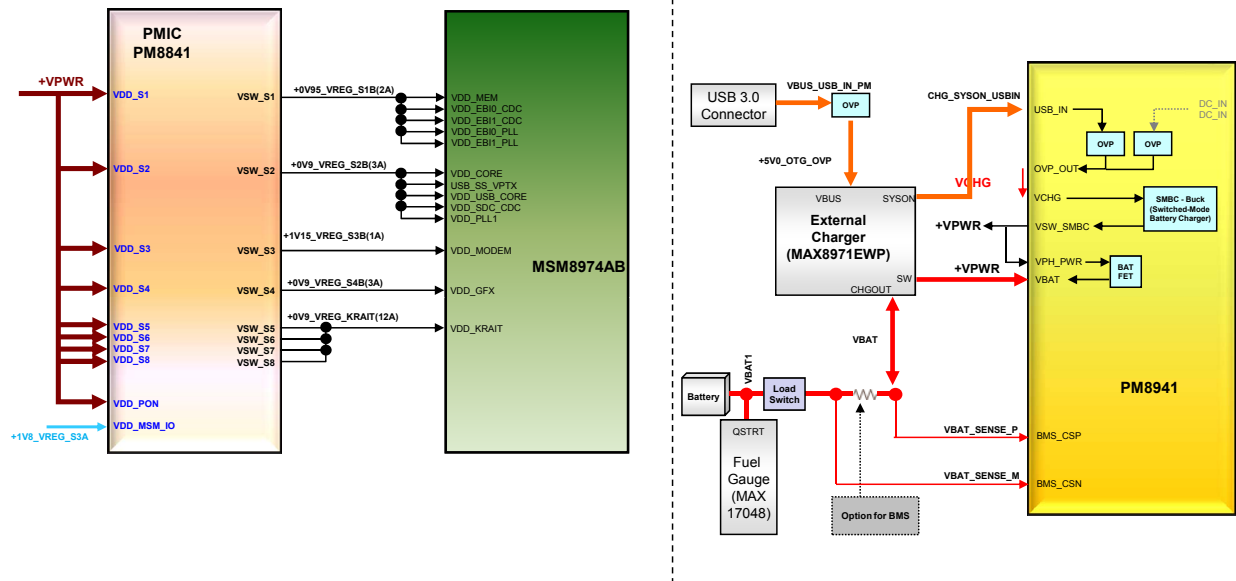 PMIC
PM8841
+VPWR
VDD_S1
VDD_S2
VDD_S3
VDD_S4
VDD_S5
VDD_S6
VDD_S7
VDD_S8
VDD_PON
VDD_MSM_IO
+1V8_VREG_S3A
VSW_S1
VSW_S2
VSW_S3
VSW_S4
VSW_S5
VSW_S6
VSW_S7
VSW_S8
+0V95_VREG_S1B(2A)
+0V9_VREG_S2B(3A)
+1V15_VREG_S3B(1A)
+0V9_VREG_S4B(3A)
+0V9_VREG_KRAIT(12A)
VDD_MEM
VDD_EBI0_CDC
VDD_EBI1_CDC
VDD_EBI0_PLL
VDD_EBI1_PLL
VDD_CORE
USB_SS_VPTX
VDD_USB_CORE
VDD_SDC_CDC
VDD_PLL1
VDD_MODEM
MSM8974AB
VDD_GFX
VDD_KRAIT
USB 3.0
Connector
VBUS_USB_IN_PM
OVP
+5V0_OTG_OVP
CHG_SYSON_USBIN
VBUS
SYSON
External
Charger
(MAX8971EWP)
SW
CHGOUT
VCHG
+VPWR
+VPWR
VBAT
Battery
VBAT1
Load
Switch
QSTRT
Fuel
Gauge
(MAX
17048)
Option for BMS
VBAT_SENSE_P
VBAT_SENSE_M
USB_IN
DC_IN
DC_IN
OVP
OVP
OVP_OUT
VCHG
SMBC - Buck
(Switched-Mode
Battery Charger)
VSW_SMBC
VPH_PWR
BAT
FET
VBAT
PM8941
BMS_CSP
BMS_CSN